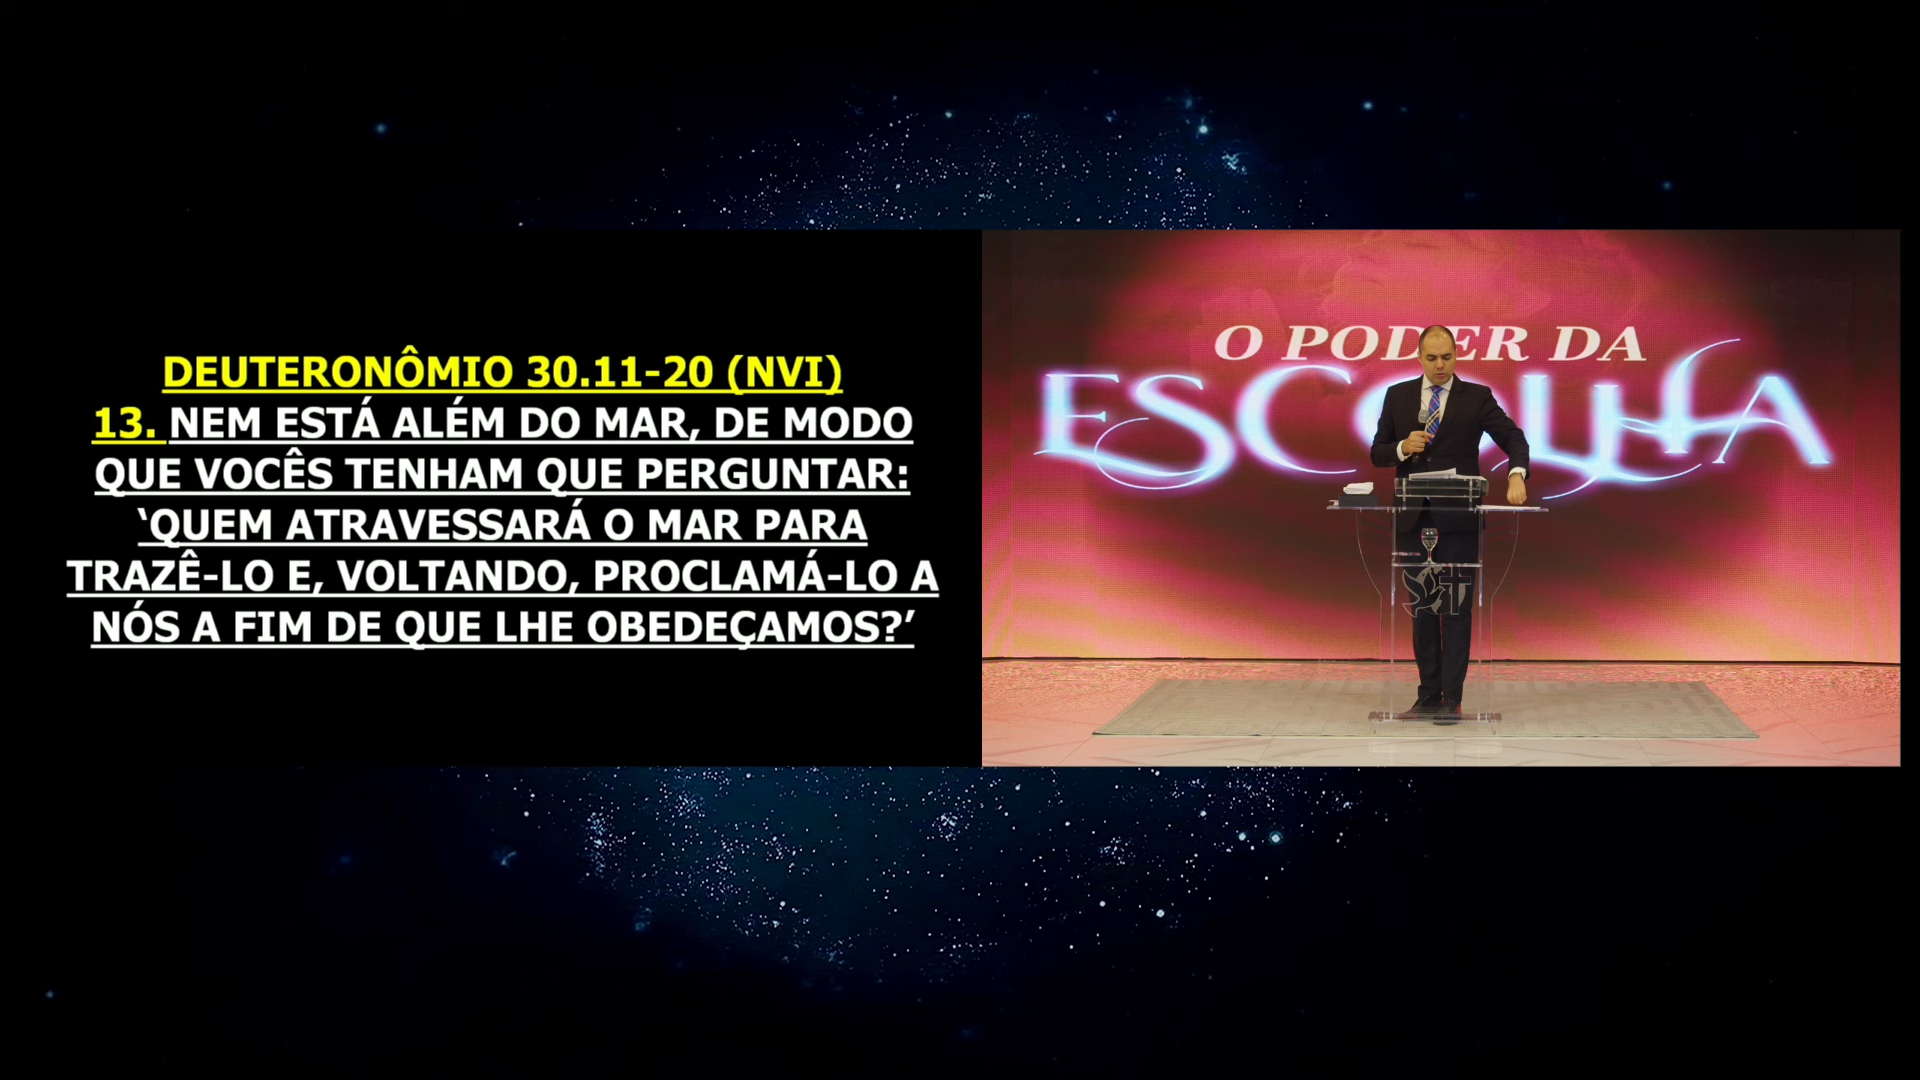 DEUTERONÔMIO 30.11-20 (NVI)
13. NEM ESTÁ ALÉM DO MAR, DE MODO
QUE VOCÊS TENHAM QUE PERGUNTAR:
‘QUEM ATRAVESSARÁ O MAR PARA
TRAZÊ-LO E, VOLTANDO, PROCLAMÁ-LO A
NÓS A FIM DE QUE LHE OBEDEÇAMOS?’
O PODER DA
ESCOLHA